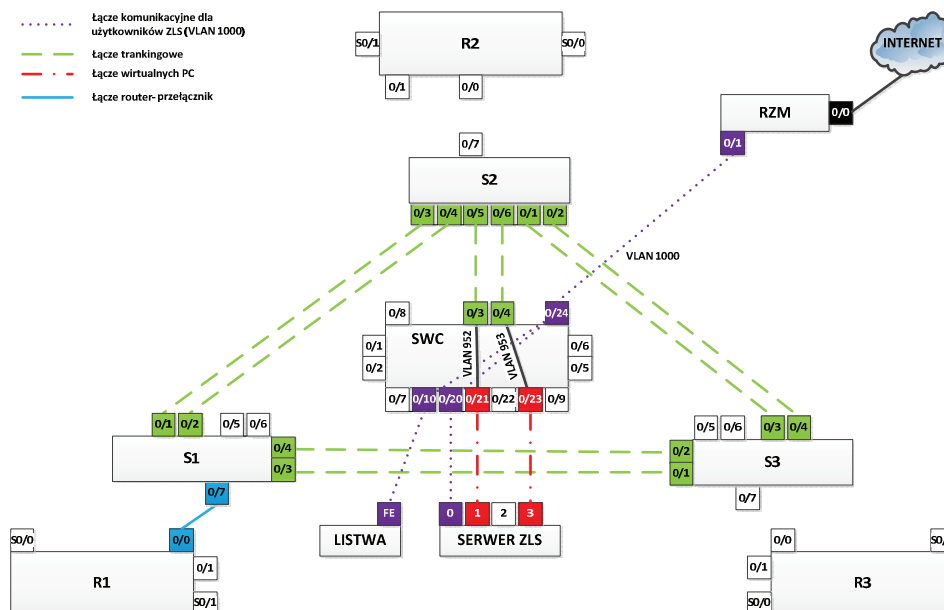 Łącze komunikacyjne dla
użytkowników ZLS (VLAN 1000)
Łącze trankingowe
Łącze wirtualnych PC
Łącze router-przełącznik
S0/1
R2
S0/0
0/1
0/0
INTERNET
RZM
0/0
0/1
0/7
S2
0/3
0/4
0/5
0/6
0/1
0/2
VLAN 1000
0/8
0/3
0/4
0/24
0/1
0/2
SWC
VLAN 952
VLAN 953
0/6
0/5
0/7
0/10
0/20
0/21
0/22
0/23
0/9
0/1
0/2
0/5
0/6
S1
0/4
0/3
0/7
0/5
0/6
0/3
0/4
0/2
0/1
S3
0/7
FE
LISTWA
0
1
2
3
SERWER ZLS
S0/0
0/0
R1
0/1
S0/1
0/0
0/1
S0/0
R3